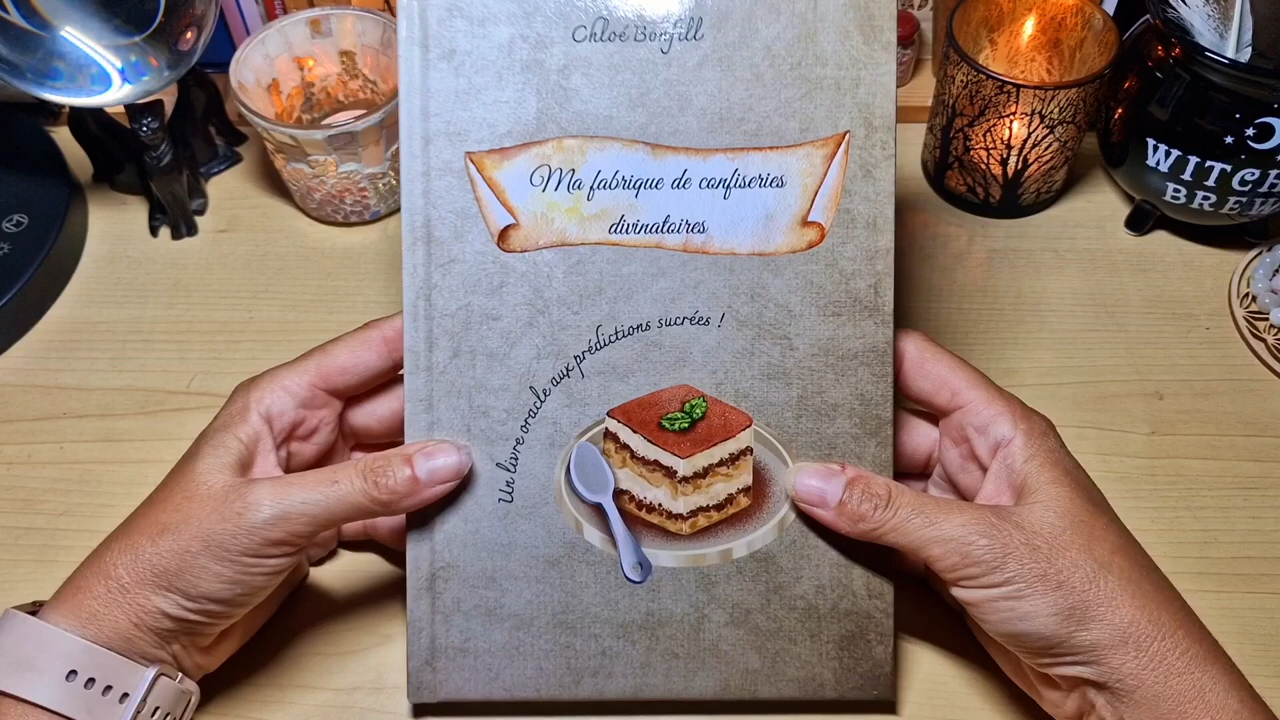 Chloé Bonfill
Ma fabrique de confiseries
divinatoires
Un livre oracle aux prédictions sucrées !
WITCH
BREW